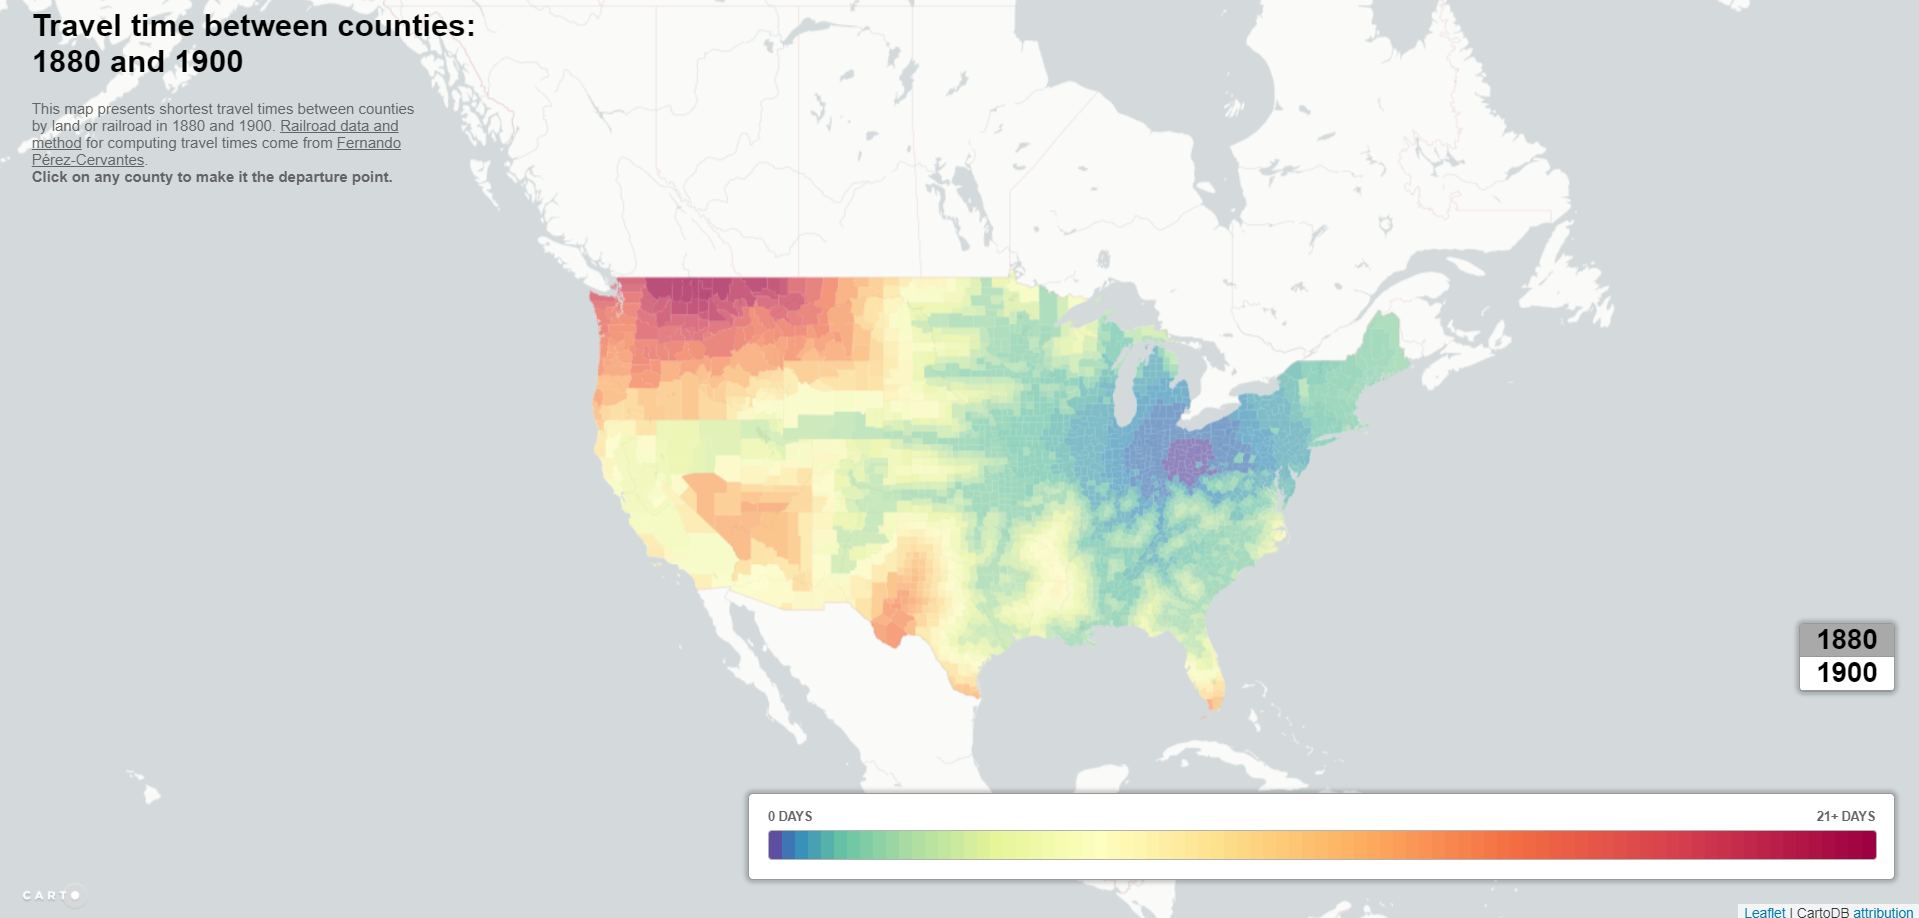 Travel time between counties:
1880 and 1900
This map presents shortest travel times between counties
by land or railroad in 1880 and 1900. Railroad data and
method for computing travel times come from Fernando
Pérez-Cervantes.
Click on any county to make it the departure point.
1880
1900
0 DAYS 21+ DAYS
CARTO
Leaflet | CartoDB attribution